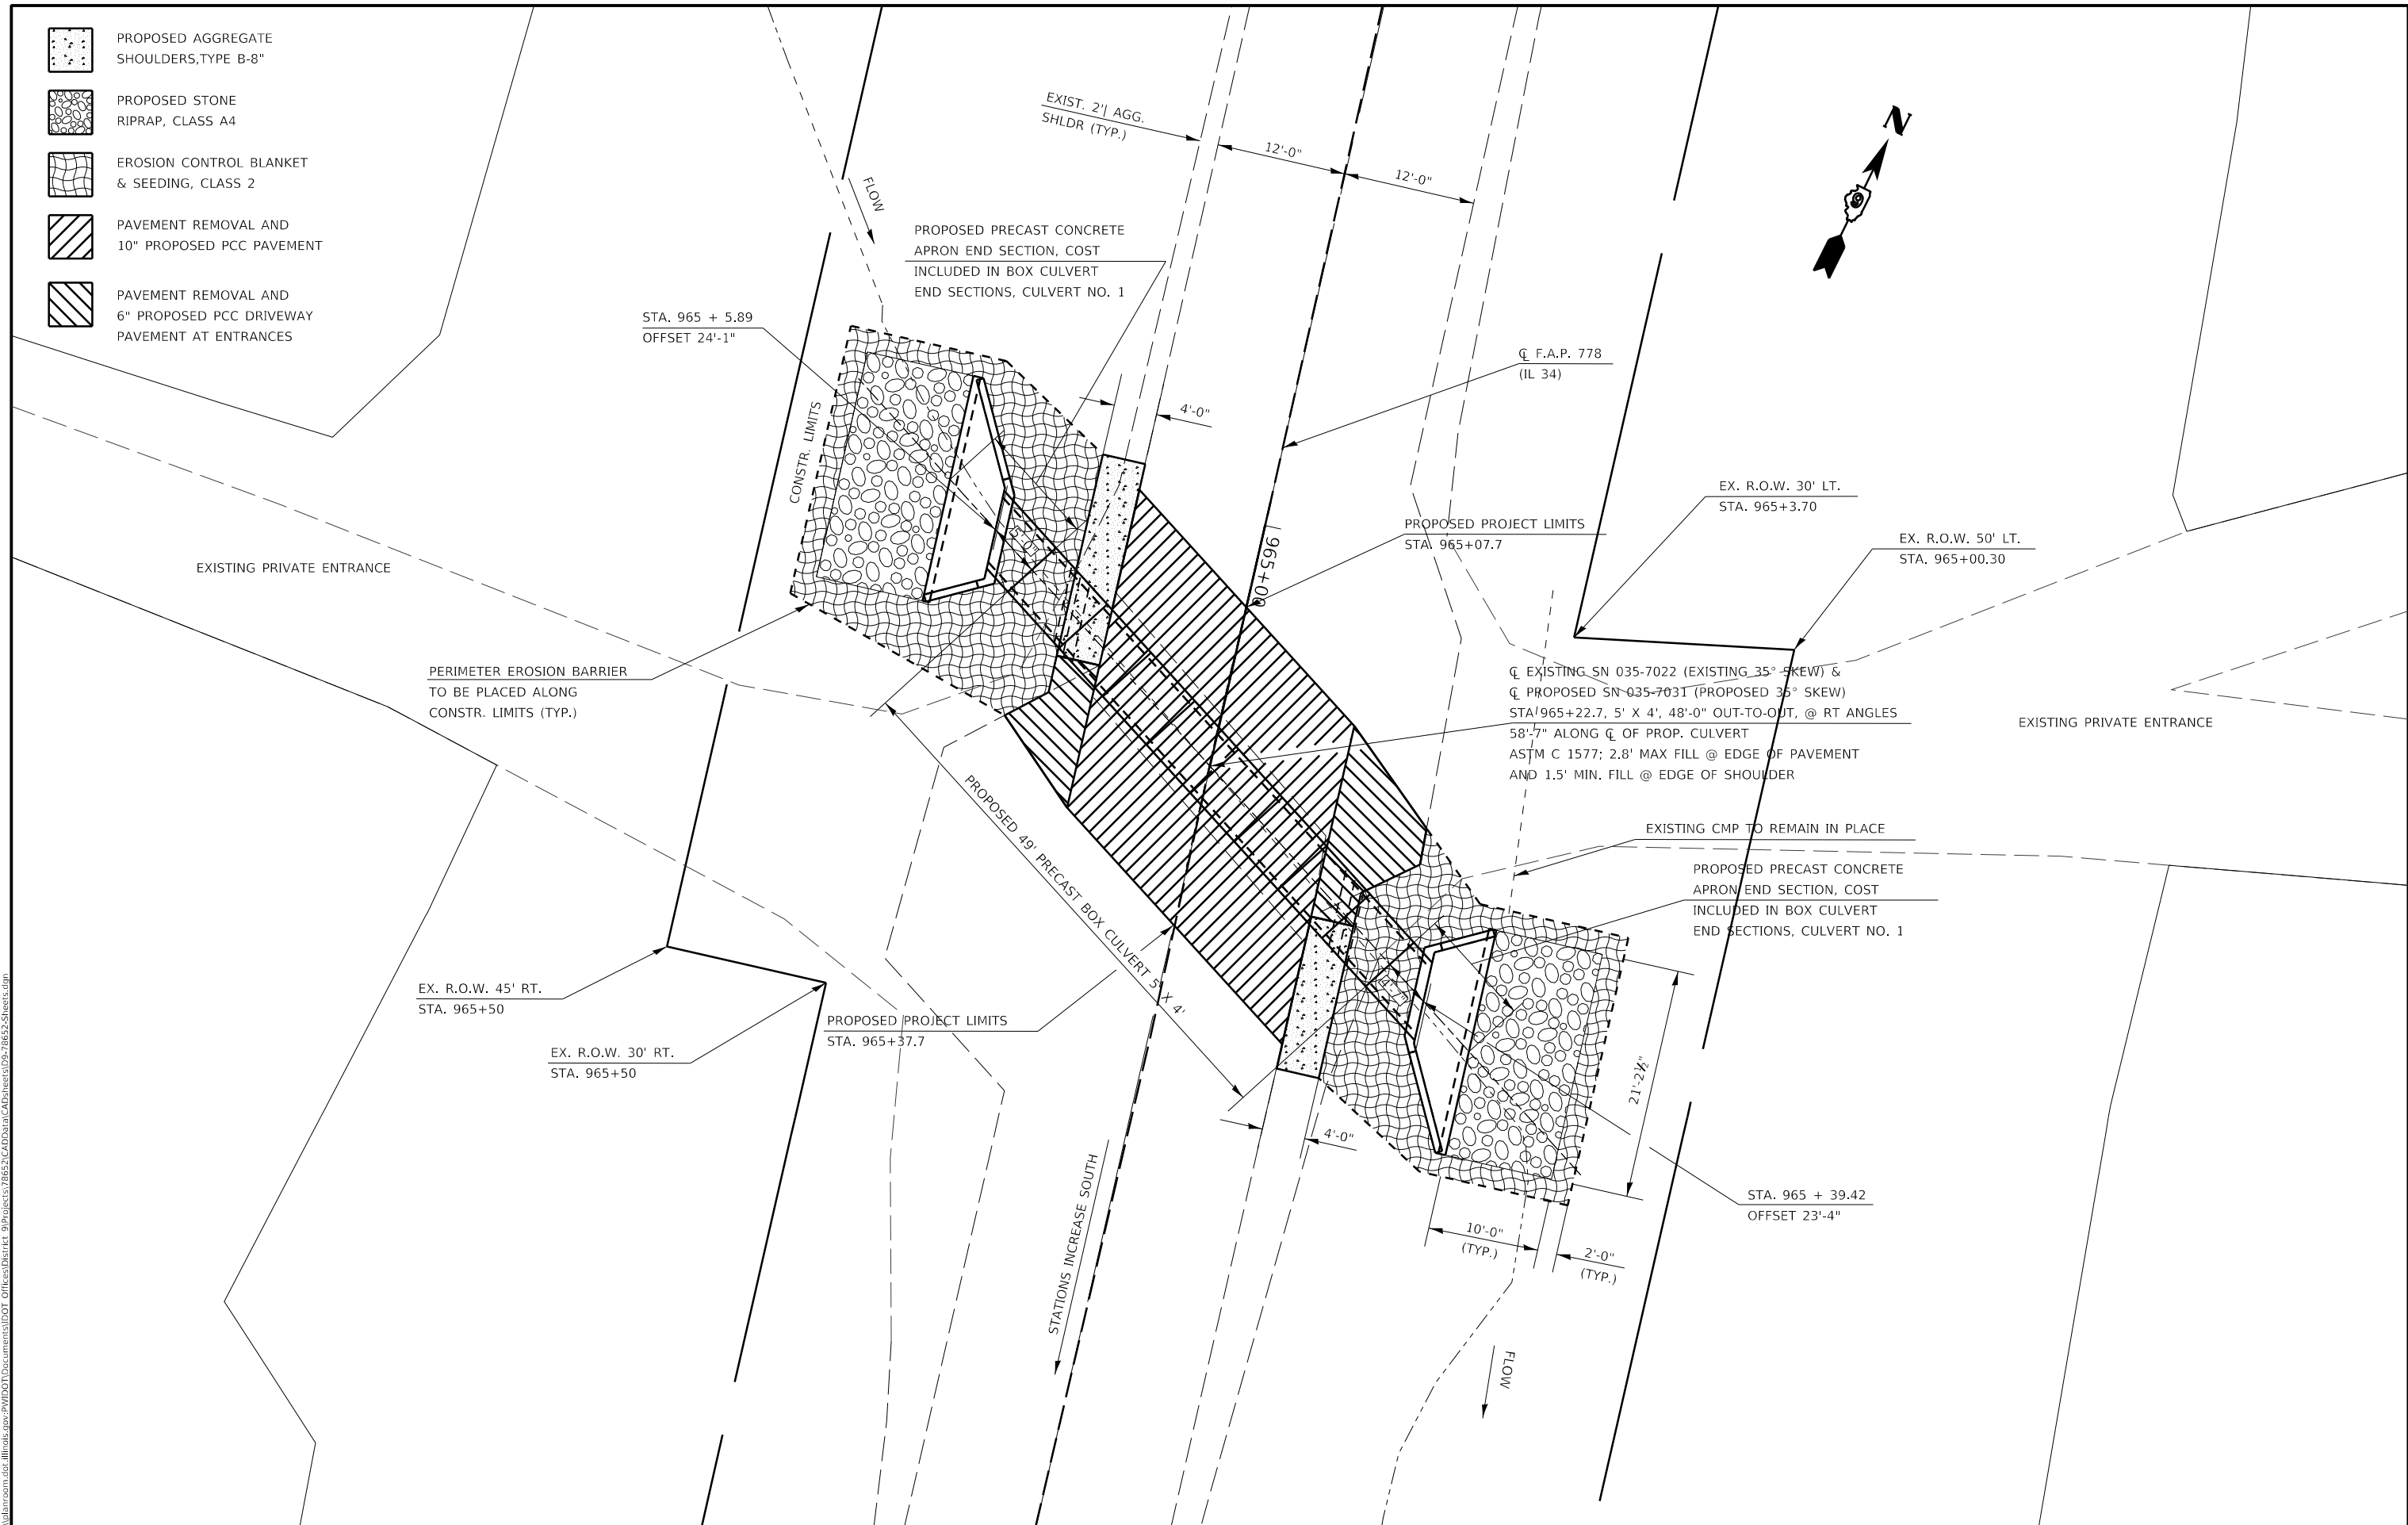 PROPOSED AGGREGATE
SHOULDERS,TYPE B-8"
PROPOSED STONE
RIPRAP, CLASS A4
EROSION CONTROL BLANKET
& SEEDING, CLASS 2
PAVEMENT REMOVAL AND
10" PROPOSED PCC PAVEMENT
PAVEMENT REMOVAL AND
6" PROPOSED PCC DRIVEWAY
PAVEMENT AT ENTRANCES
EXIST. 2'| AGG.
SHLDR (TYP.)
12'-0"
12'-0"
N
9
FLOW
PROPOSED PRECAST CONCRETE
APRON END SECTION, COST
INCLUDED IN BOX CULVERT
END SECTIONS, CULVERT NO. 1
STA. 965 + 5.89
OFFSET 24'-1"
℄ F.A.P. 778
(IL 34)
4'-0"
CONSTR. LIMITS
EX. R.O.W. 30' LT.
STA. 965+3.70
PROPOSED PROJECT LIMITS
STA. 965+07.7
965+00
EX. R.O.W. 50' LT.
STA. 965+00.30
EXISTING PRIVATE ENTRANCE
PERIMETER EROSION BARRIER
TO BE PLACED ALONG
CONSTR. LIMITS (TYP.)
℄ EXISTING SN 035-7022 (EXISTING 35° SKEW) &
℄ PROPOSED SN 035-7031 (PROPOSED 35° SKEW)
STA 965+22.7, 5' X 4', 48'-0" OUT-TO-OUT, @ RT ANGLES
58'-7" ALONG ℄ OF PROP. CULVERT
ASTM C 1577; 2.8' MAX FILL @ EDGE OF PAVEMENT
AND 1.5' MIN. FILL @ EDGE OF SHOULDER
EXISTING PRIVATE ENTRANCE
PROPOSED 49' PRECAST BOX CULVERT 5' X 4'
EXISTING CMP TO REMAIN IN PLACE
PROPOSED PRECAST CONCRETE
APRON END SECTION, COST
INCLUDED IN BOX CULVERT
END SECTIONS, CULVERT NO. 1
EX. R.O.W. 45' RT.
STA. 965+50
PROPOSED PROJECT LIMITS
STA. 965+37.7
EX. R.O.W. 30' RT.
STA. 965+50
21'-2½"
4'-0"
STATIONS INCREASE SOUTH
STA. 965 + 39.42
OFFSET 23'-4"
10'-0"
(TYP.)
2'-0"
(TYP.)
FLOW